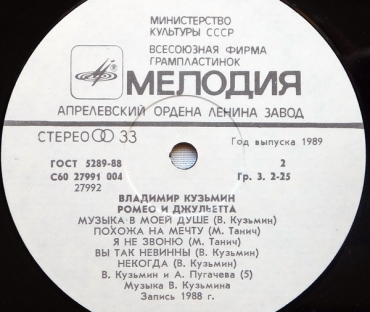 МИНИСТЕРСТВО
КУЛЬТУРЫ СССР
ВСЕСОЮЗНАЯ ФИРМА
ГРАМПЛАСТИНОК
МЕЛОДИЯ
АПРЕЛЕВСКИЙ ОРДЕНА ЛЕНИНА ЗАВОД
СТЕРЕО 33
Год выпуска 1989
ГОСТ 5289-88
2
С60 27991 004
Гр. 3. 2-25
27992
ВЛАДИМИР КУЗЬМИН
РОМЕО И ДЖУЛЬЕТТА
МУЗЫКА В МОЕЙ ДУШЕ (В. Кузьмин)
ПОХОЖА НА МЕЧТУ (М. Танич)
Я НЕ ЗВОНЮ (М. Танич)
ВЫ ТАК НЕВИННЫ (В. Кузьмин)
НЕКОГДА (В. Кузьмин)
В. Кузьмин и А. Пугачева (5)
Музыка В. Кузьмина
Запись 1988 г.